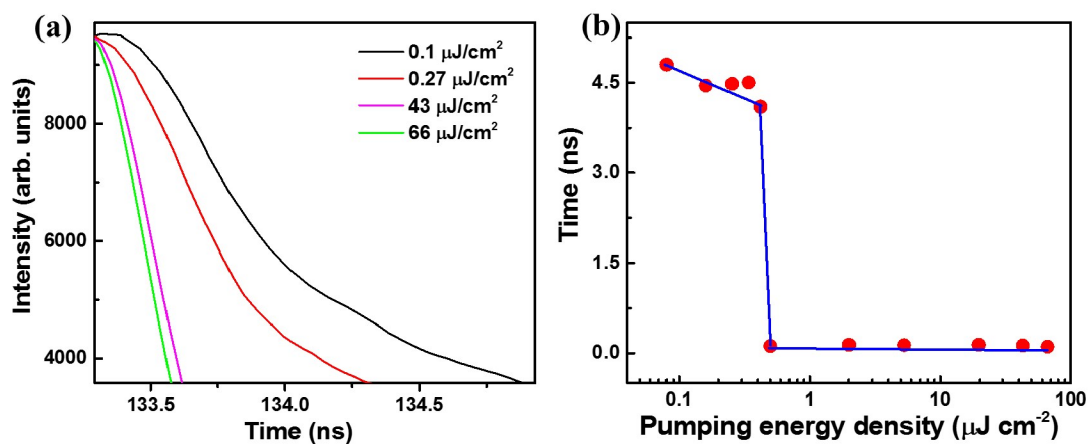 (a)
0.1 μJ/cm²
0.27 μJ/cm²
43 μJ/cm²
66 μJ/cm²
Intensity (arb. units)
8000
6000
4000
133.5 134.0 134.5
Time (ns)
(b)
Time (ns)
4.5
3.0
1.5
0.0
0.1 1 10 100
Pumping energy density (μJ cm⁻²)